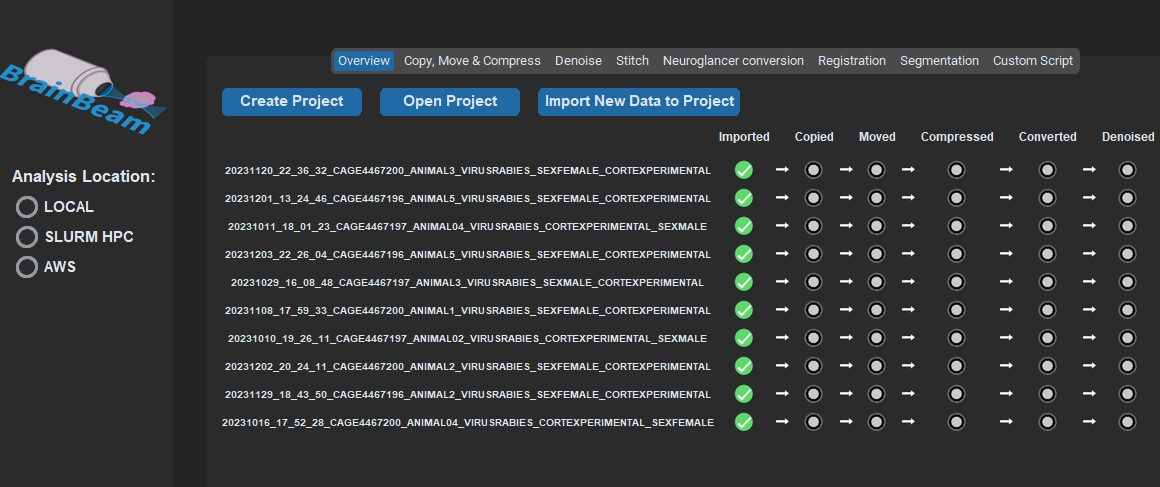 BrainBeam
Overview Copy, Move & Compress Denoise Stitch Neuroglancer conversion Registration Segmentation Custom Script
Create Project Open Project Import New Data to Project
Imported Copied Moved Compressed Converted Denoised
Analysis Location:
LOCAL
SLURM HPC
AWS
20231120_22_36_32_CAGE4467200_ANIMAL3_VIRUSRABIES_SEXFEMALE_CORTEXPERIMENTAL
20231201_13_24_46_CAGE4467196_ANIMAL5_VIRUSRABIES_SEXFEMALE_CORTEXPERIMENTAL
20231011_18_01_23_CAGE4467197_ANIMAL04_VIRUSRABIES_CORTEXPERIMENTAL_SEXMALE
20231203_22_26_04_CAGE4467196_ANIMAL5_VIRUSRABIES_SEXFEMALE_CORTEXPERIMENTAL
20231029_16_08_48_CAGE4467197_ANIMAL3_VIRUSRABIES_SEXMALE_CORTEXPERIMENTAL
20231108_17_59_33_CAGE4467200_ANIMAL1_VIRUSRABIES_SEXFEMALE_CORTEXPERIMENTAL
20231010_19_26_11_CAGE4467197_ANIMAL02_VIRUSRABIES_CORTEXPERIMENTAL_SEXMALE
20231202_20_24_11_CAGE4467200_ANIMAL2_VIRUSRABIES_SEXFEMALE_CORTEXPERIMENTAL
20231129_18_43_50_CAGE4467196_ANIMAL2_VIRUSRABIES_SEXFEMALE_CORTEXPERIMENTAL
20231016_17_52_28_CAGE4467200_ANIMAL04_VIRUSRABIES_CORTEXPERIMENTAL_SEXFEMALE